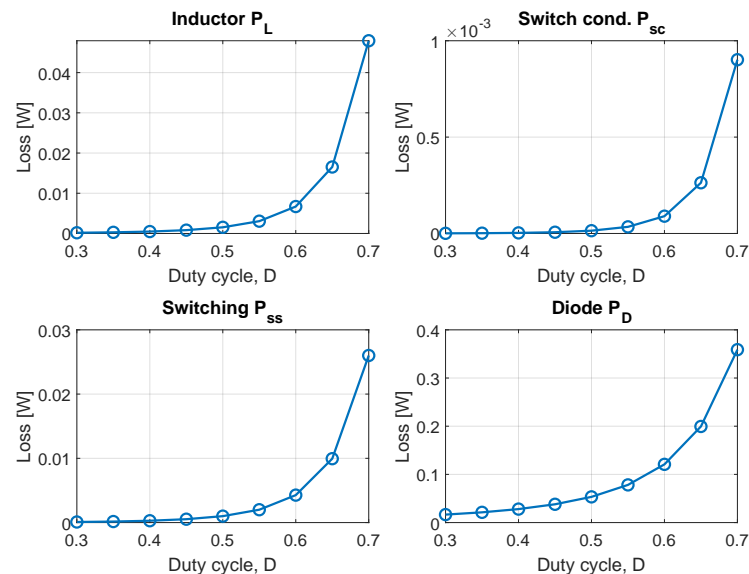 Inductor P_L
Loss [W]
0.04
0.03
0.02
0.01
0
0.3 0.4 0.5 0.6 0.7
Duty cycle, D
Switch cond. P_sc
×10^-3
Loss [W]
1
0.5
0
0.3 0.4 0.5 0.6 0.7
Duty cycle, D
Switching P_ss
Loss [W]
0.03
0.02
0.01
0
0.3 0.4 0.5 0.6 0.7
Duty cycle, D
Diode P_D
Loss [W]
0.4
0.3
0.2
0.1
0
0.3 0.4 0.5 0.6 0.7
Duty cycle, D